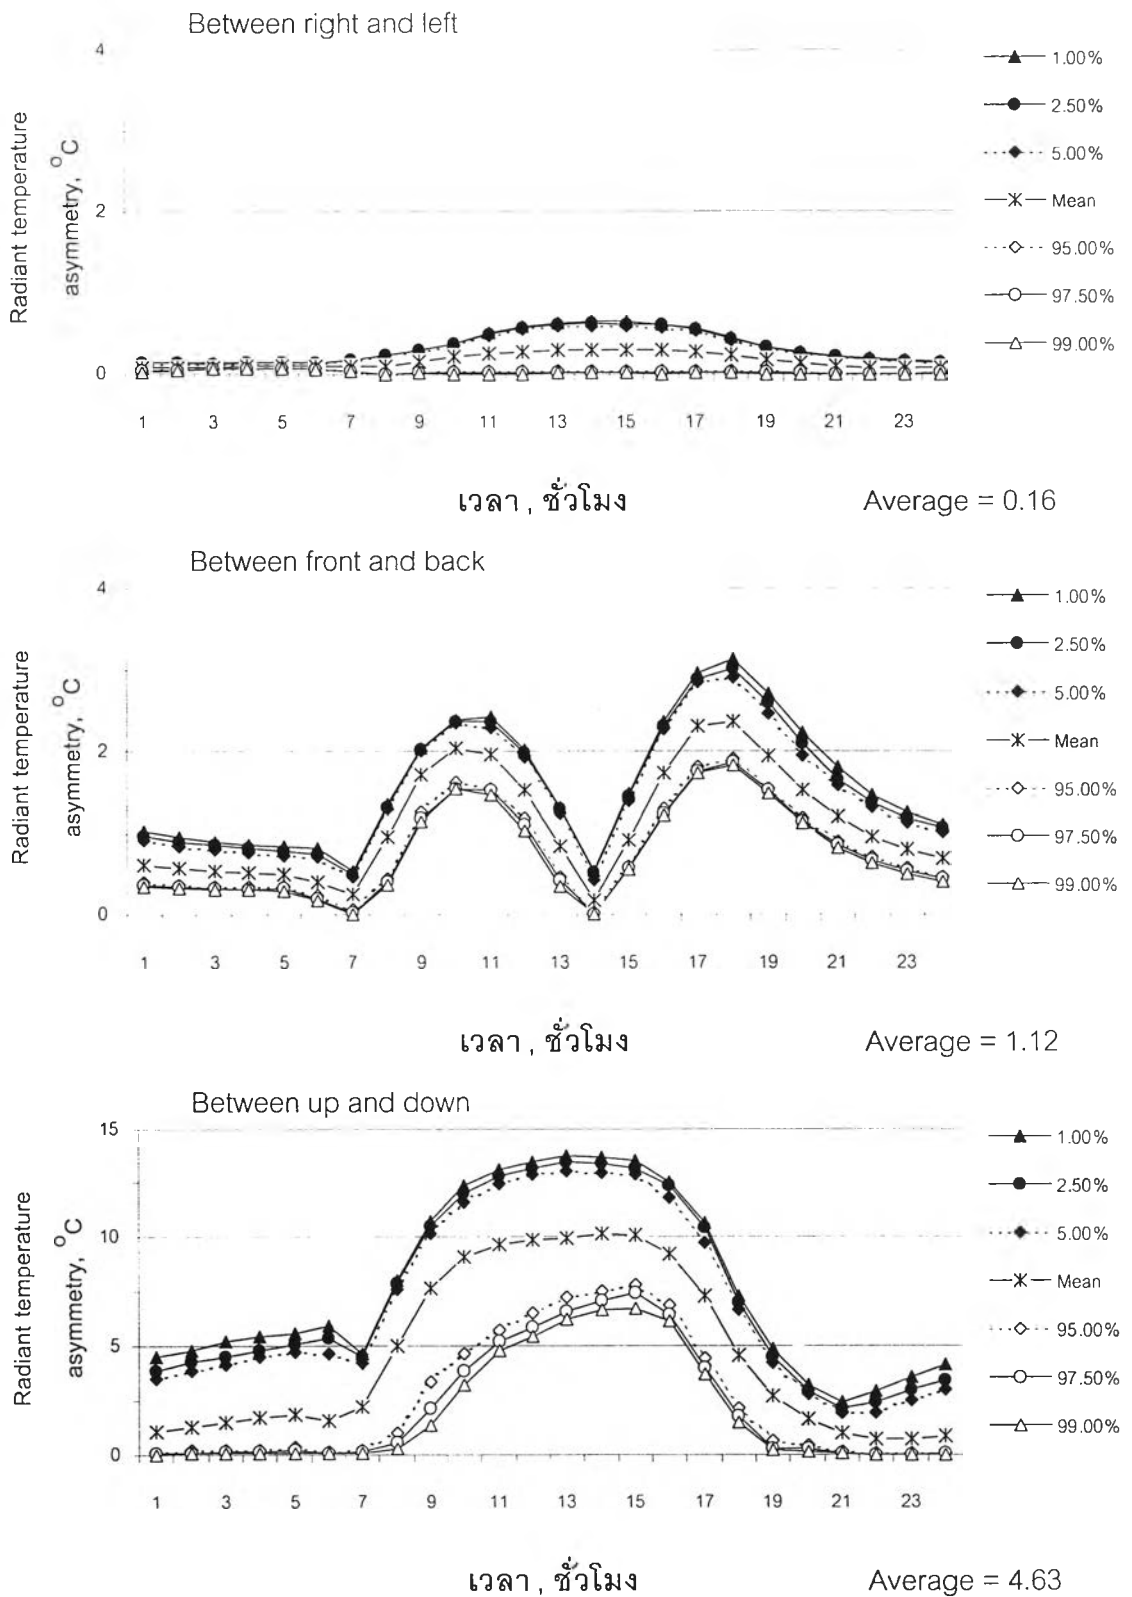 Between right and left
4
2
0
Radiant temperature
asymmetry, °C
1 3 5 7 9 11 13 15 17 19 21 23
1.00%
2.50%
5.00%
Mean
95.00%
97.50%
99.00%
เวลา , ชั่วโมง
Average = 0.16
Between front and back
4
2
0
Radiant temperature
asymmetry, °C
1 3 5 7 9 11 13 15 17 19 21 23
1.00%
2.50%
5.00%
Mean
95.00%
97.50%
99.00%
เวลา , ชั่วโมง
Average = 1.12
Between up and down
15
10
5
0
Radiant temperature
asymmetry, °C
1 3 5 7 9 11 13 15 17 19 21 23
1.00%
2.50%
5.00%
Mean
95.00%
97.50%
99.00%
เวลา , ชั่วโมง
Average = 4.63